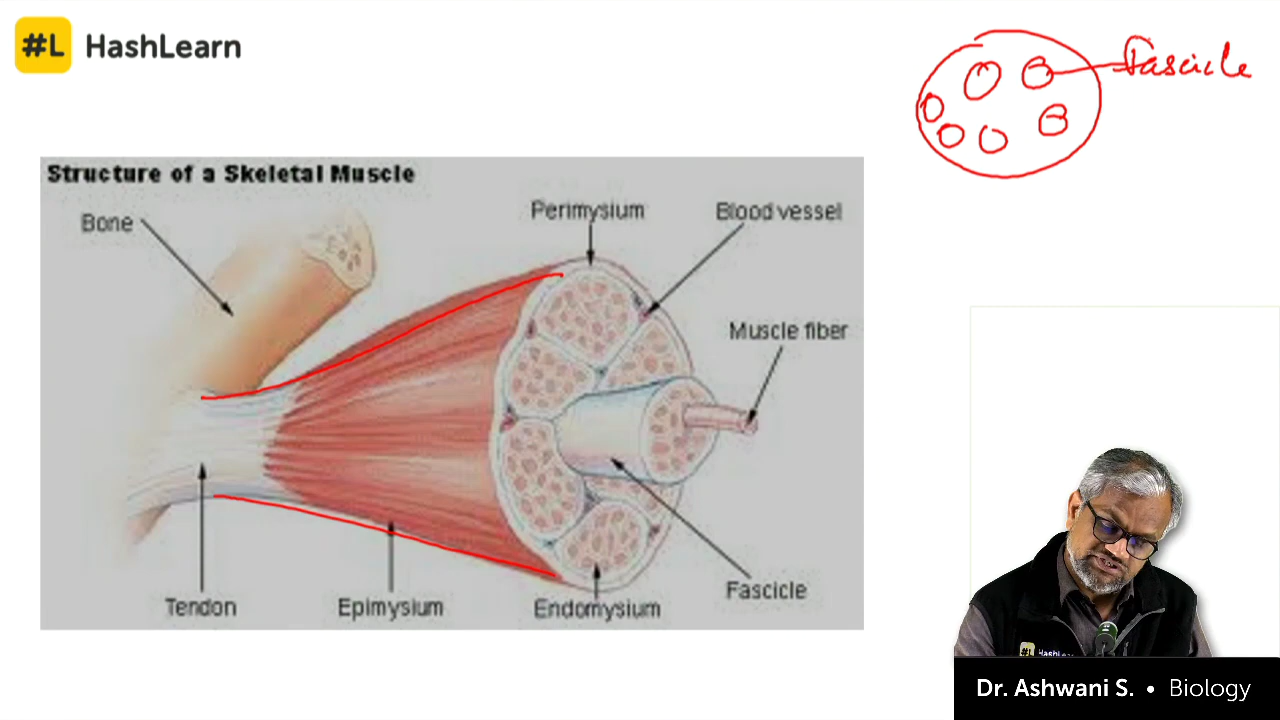 #L HashLearn
Fascicle
Structure of a Skeletal Muscle
Bone
Perimysium
Blood vessel
Muscle fiber
Tendon
Epimysium
Endomysium
Fascicle
#L HashLearn
Dr. Ashwani S. • Biology